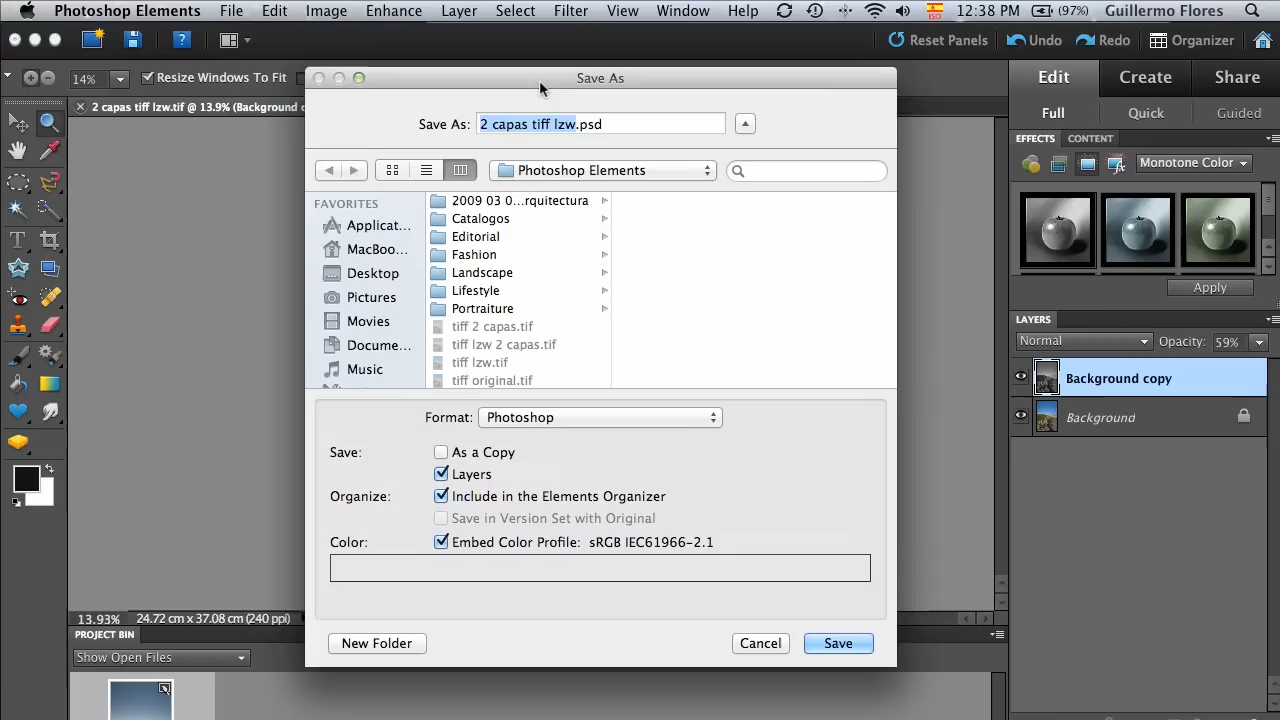 Photoshop Elements File Edit Image Enhance Layer Select Filter View Window Help ESO 12:38 PM (97%) Guillermo Flores
Reset Panels Undo Redo Organizer
14% Resize Windows To Fit
Edit Create Share
Full Quick Guided
2 capas tiff lzw.tif @ 13.9% (Background c
EFFECTS CONTENT
Monotone Color
Apply
LAYERS
Normal Opacity: 59%
Background copy
Background
Save As
Save As: 2 capas tiff lzw.psd
Photoshop Elements
FAVORITES
Applicat...
MacBoo...
Desktop
Pictures
Movies
Docume...
Music
2009 03 0...rquitectura
Catalogos
Editorial
Fashion
Landscape
Lifestyle
Portraiture
tiff 2 capas.tif
tiff lzw 2 capas.tif
tiff lzw.tif
tiff original.tif
Format: Photoshop
Save: As a Copy
Layers
Organize: Include in the Elements Organizer
Save in Version Set with Original
Color: Embed Color Profile: sRGB IEC61966-2.1
New Folder Cancel Save
13.93% 24.72 cm x 37.08 cm (240 ppi)
PROJECT BIN
Show Open Files